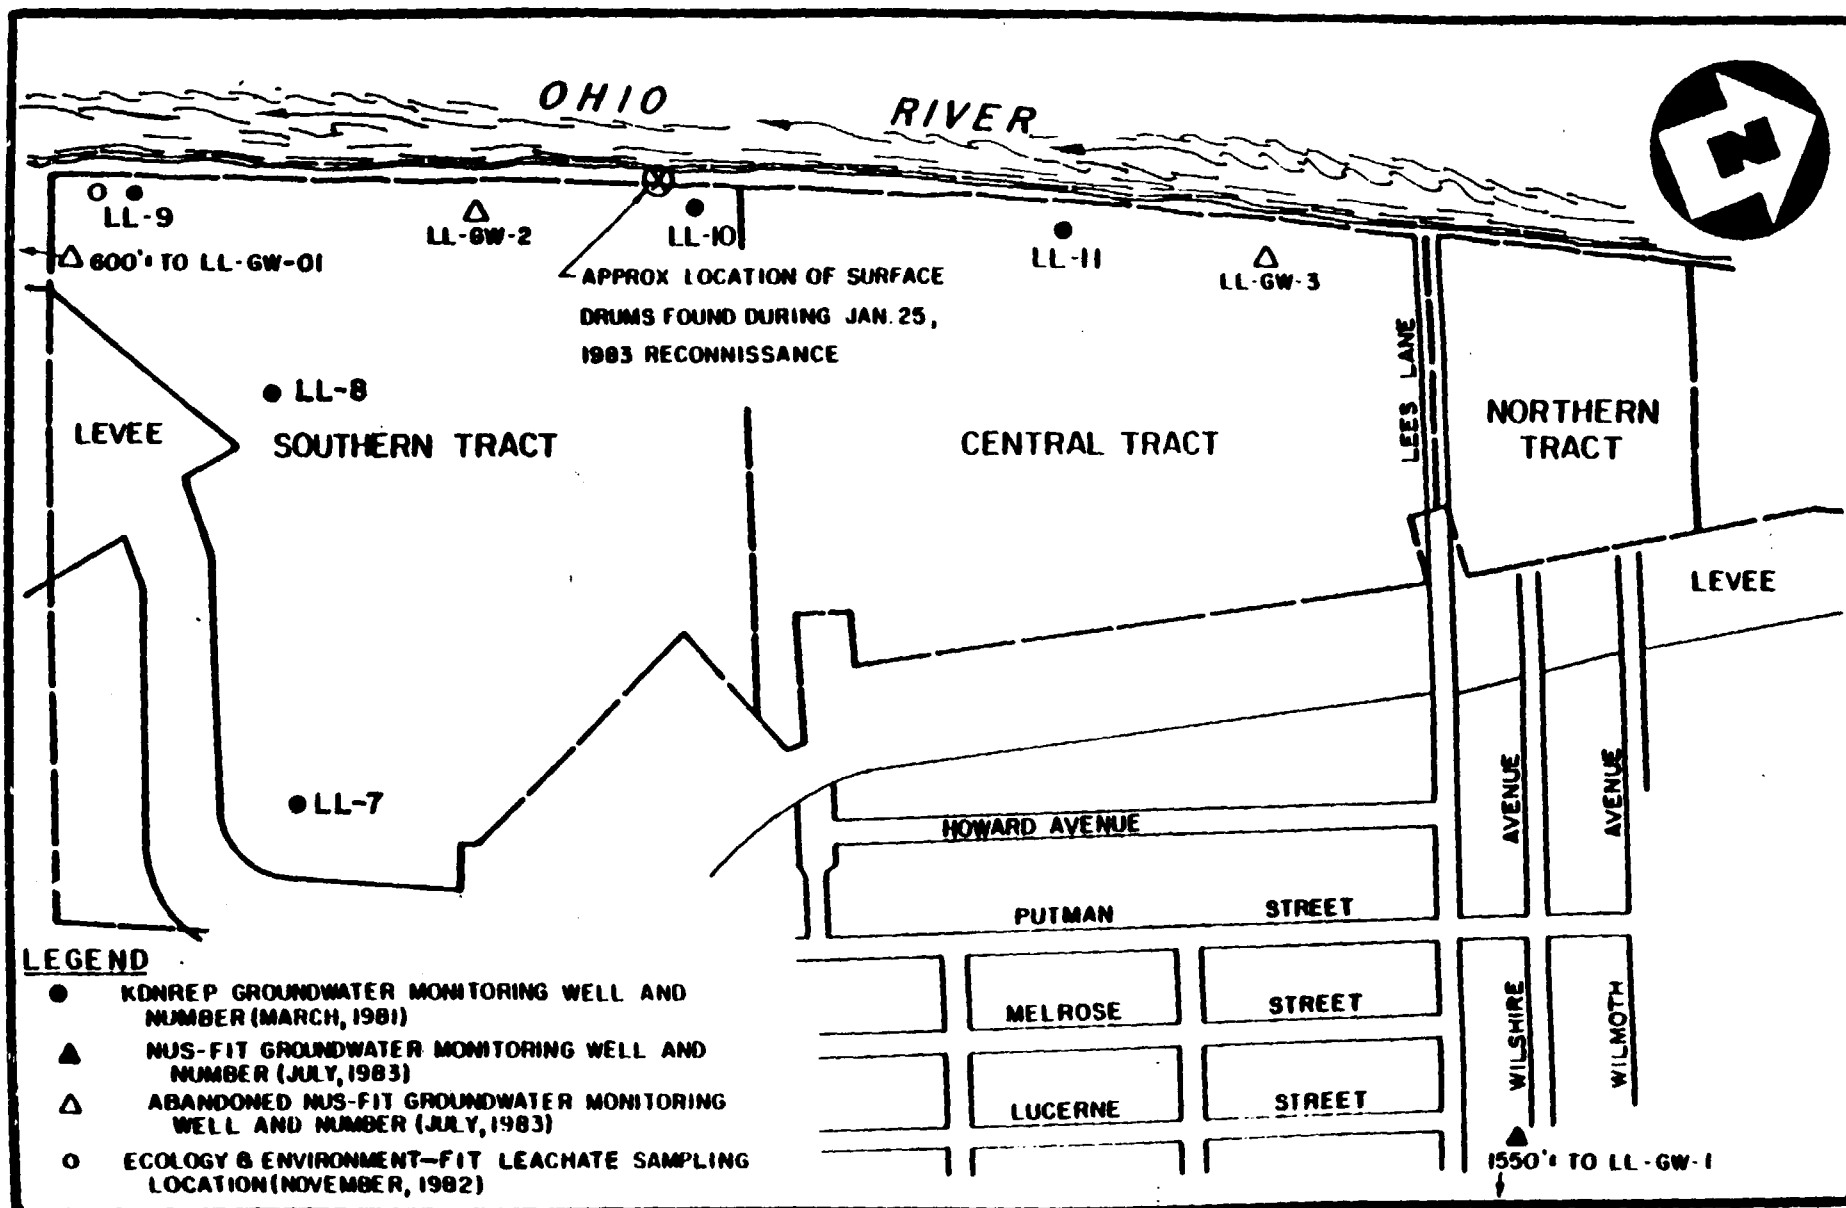 OHIO RIVER
N
LL-9
LL-GW-2
LL-10
LL-11
LL-GW-3
600'± TO LL-GW-01
APPROX LOCATION OF SURFACE
DRUMS FOUND DURING JAN. 25,
1983 RECONNISSANCE
LEES LANE
LL-8
LEVEE
SOUTHERN TRACT
CENTRAL TRACT
NORTHERN
TRACT
LEVEE
LL-7
HOWARD AVENUE
AVENUE
AVENUE
PUTMAN STREET
MELROSE STREET
WILSHIRE
WILMOTH
LUCERNE STREET
1550'± TO LL-GW-1
LEGEND
KDNREP GROUNDWATER MONITORING WELL AND
NUMBER (MARCH, 1981)
NUS-FIT GROUNDWATER MONITORING WELL AND
NUMBER (JULY, 1983)
ABANDONED NUS-FIT GROUNDWATER MONITORING
WELL AND NUMBER (JULY, 1983)
ECOLOGY & ENVIRONMENT-FIT LEACHATE SAMPLING
LOCATION (NOVEMBER, 1982)